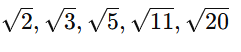 √2, √3, √5, √11, √20